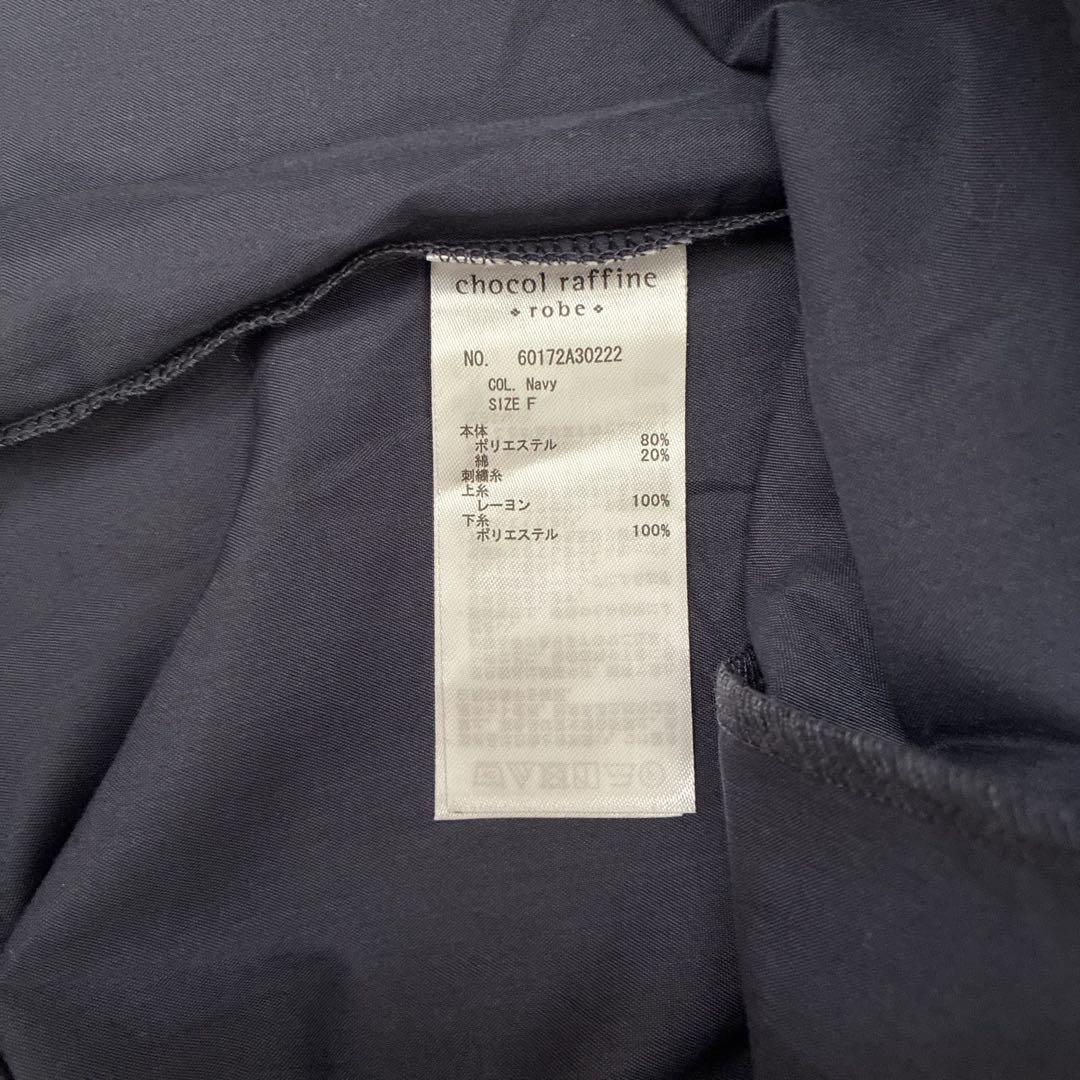 chocol raffine
robe
NO. 60172A30222
COL. Navy
SIZE F
本体
ポリエステル 80%
綿 20%
刺繍糸
上糸
レーヨン 100%
下糸
ポリエステル 100%